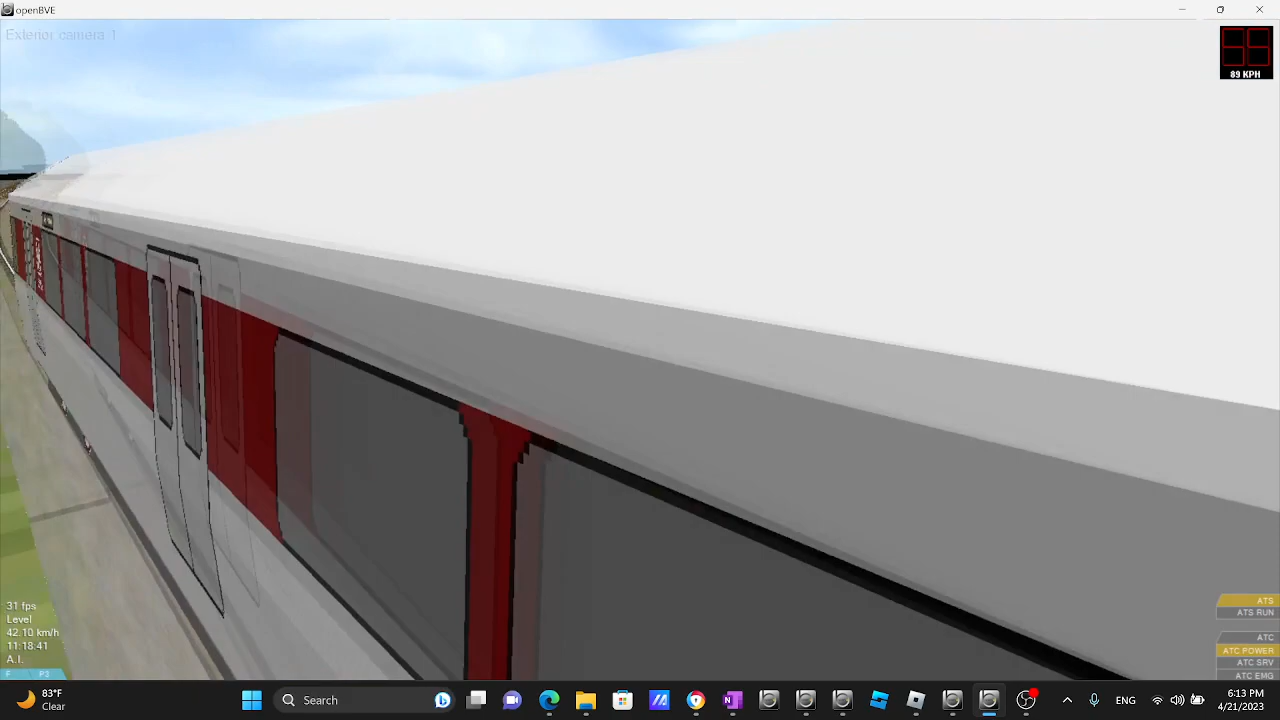 openBVE
Exterior camera 1
89 KPH
31 fps
Level
42.10 km/h
11:18.41
A.I.
F P3
ATS
ATS RUN
ATC
ATC POWER
ATC SRV
ATC EMG
83°F
Clear
Search
ENG
6:13 PM
4/21/2023